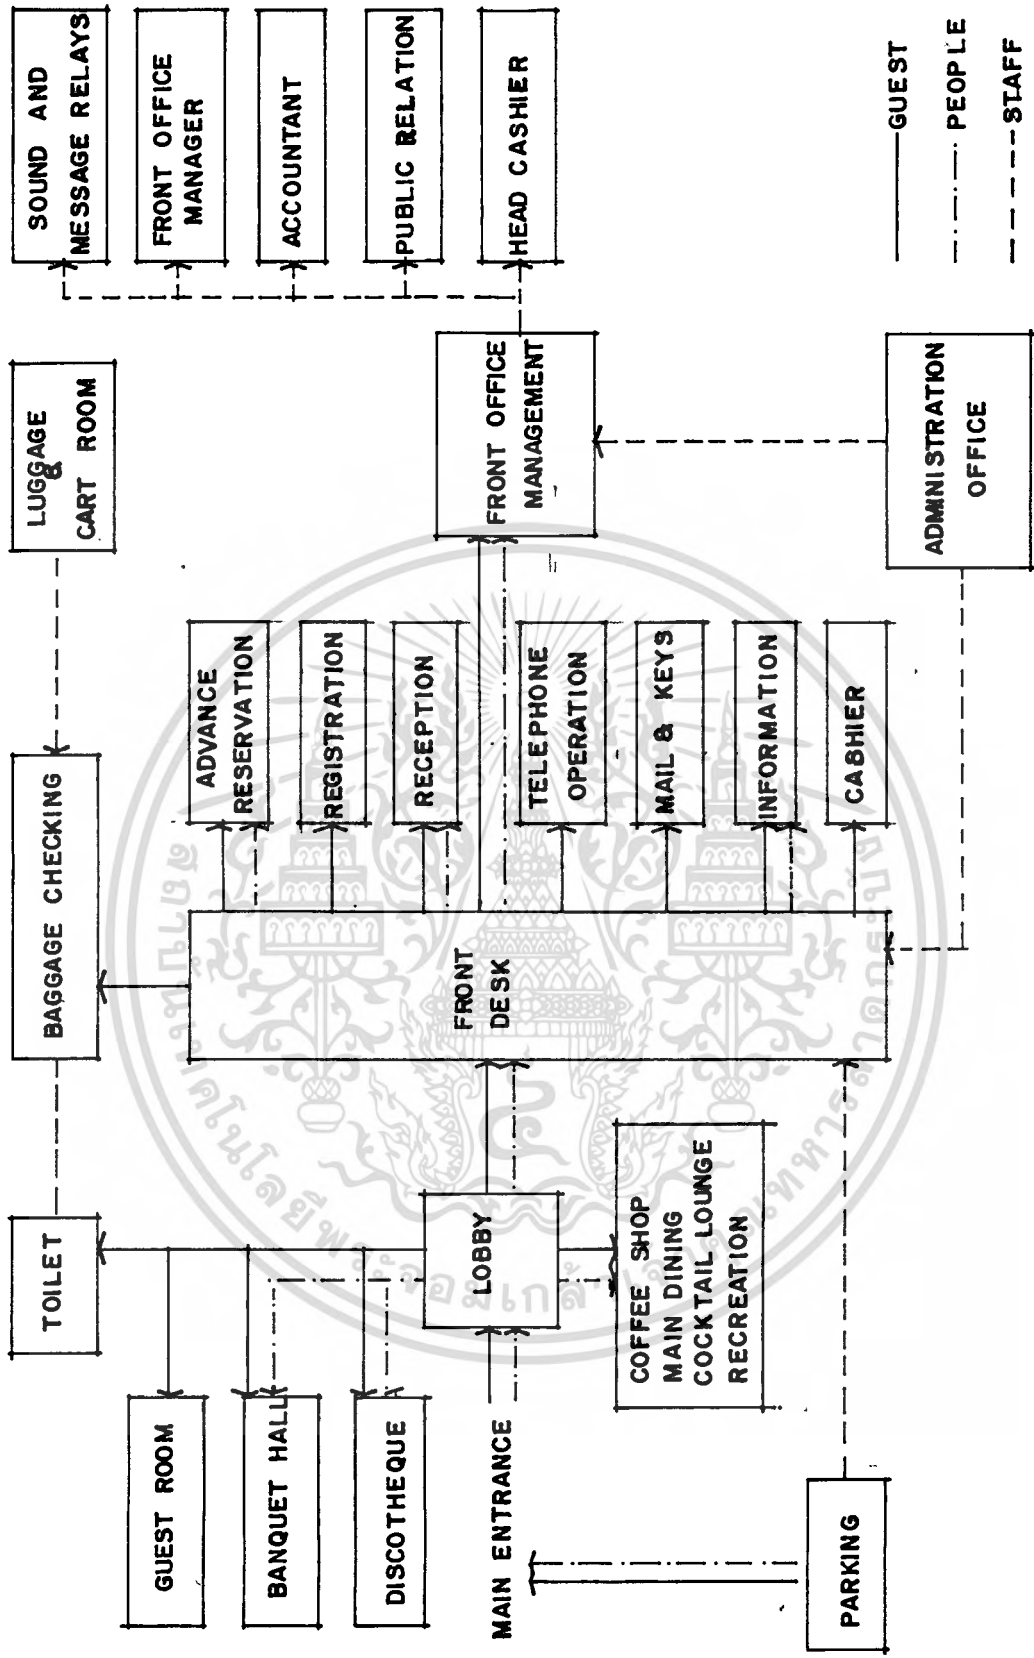 SOUND AND
MESSAGE RELAYS
FRONT OFFICE
MANAGER
ACCOUNTANT
PUBLIC RELATION
HEAD CASHIER
LUGGAGE
&
CART ROOM
FRONT OFFICE
MANAGEMENT
ADMINISTRATION
OFFICE
BAGGAGE CHECKING
ADVANCE
RESERVATION
REGISTRATION
RECEPTION
TELEPHONE
OPERATION
MAIL & KEYS
INFORMATION
CASHIER
FRONT
DESK
TOILET
LOBBY
COFFEE SHOP
MAIN DINING
COCKTAIL LOUNGE
RECREATION
GUEST ROOM
BANQUET HALL
DISCOTHEQUE
MAIN ENTRANCE
PARKING
GUEST
PEOPLE
STAFF